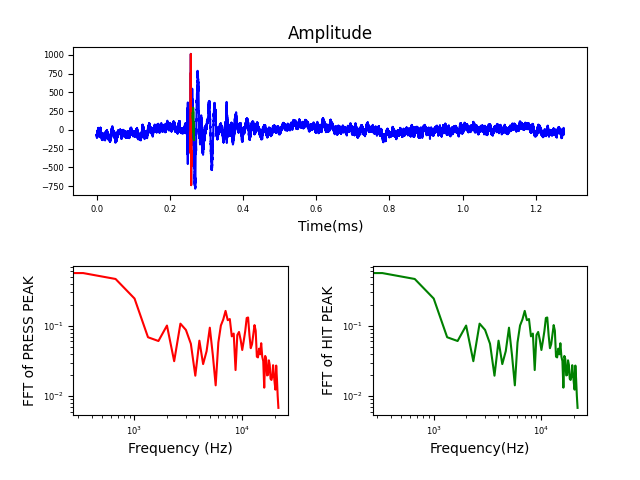 Amplitude
1000
750
500
250
0
−250
−500
−750
0.0 0.2 0.4 0.6 0.8 1.0 1.2
Time(ms)
FFT of PRESS PEAK
10⁻¹
10⁻²
10³ 10⁴
Frequency (Hz)
FFT of HIT PEAK
10⁻¹
10⁻²
10³ 10⁴
Frequency(Hz)